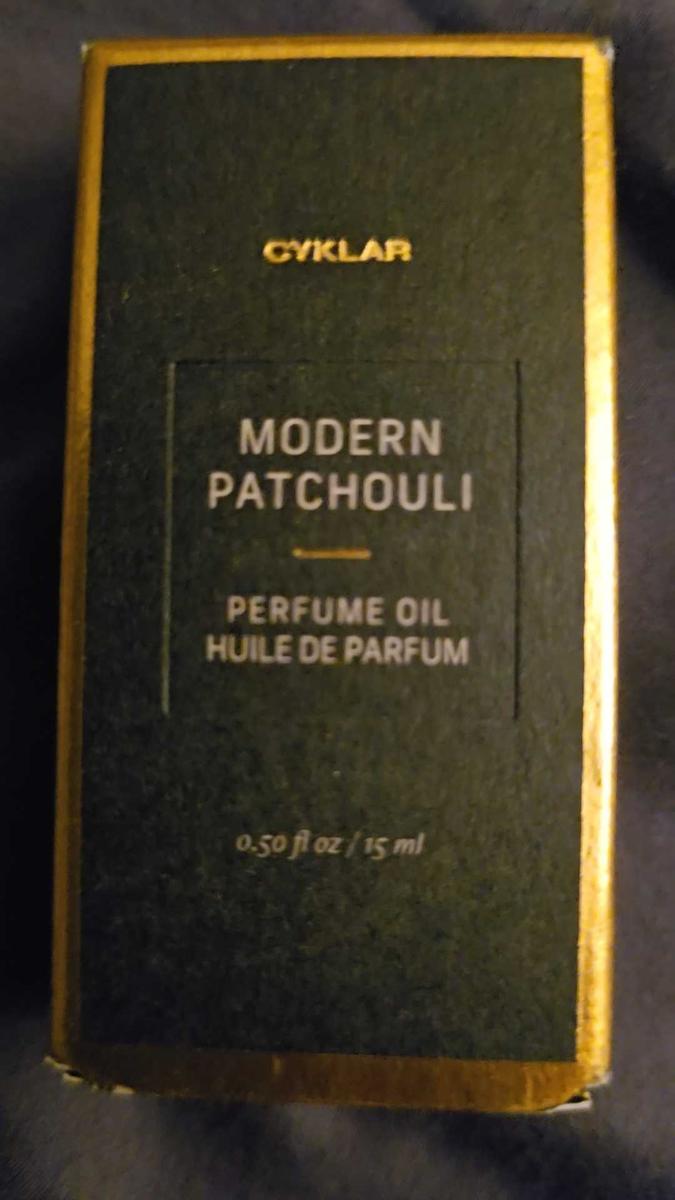 CYKLAR
MODERN
PATCHOULI
PERFUME OIL
HUILE DE PARFUM
0.50 fl oz / 15 ml